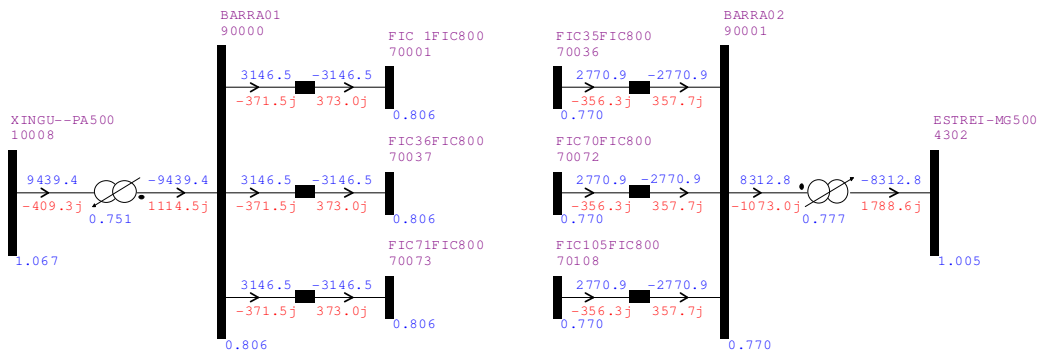 BARRA01
90000
FIC 1FIC800
70001
3146.5 -3146.5
-371.5j 373.0j
0.806
XINGU--PA500
10008
9439.4 -9439.4
-409.3j 1114.5j
0.751
1.067
FIC36FIC800
70037
3146.5 -3146.5
-371.5j 373.0j
0.806
FIC71FIC800
70073
3146.5 -3146.5
-371.5j 373.0j
0.806
0.806
FIC35FIC800
70036
2770.9 -2770.9
-356.3j 357.7j
0.770
BARRA02
90001
FIC70FIC800
70072
2770.9 -2770.9
-356.3j 357.7j
0.770
FIC105FIC800
70108
2770.9 -2770.9
-356.3j 357.7j
0.770
0.770
8312.8 -8312.8
-1073.0j 1788.6j
0.777
ESTREI-MG500
4302
1.005